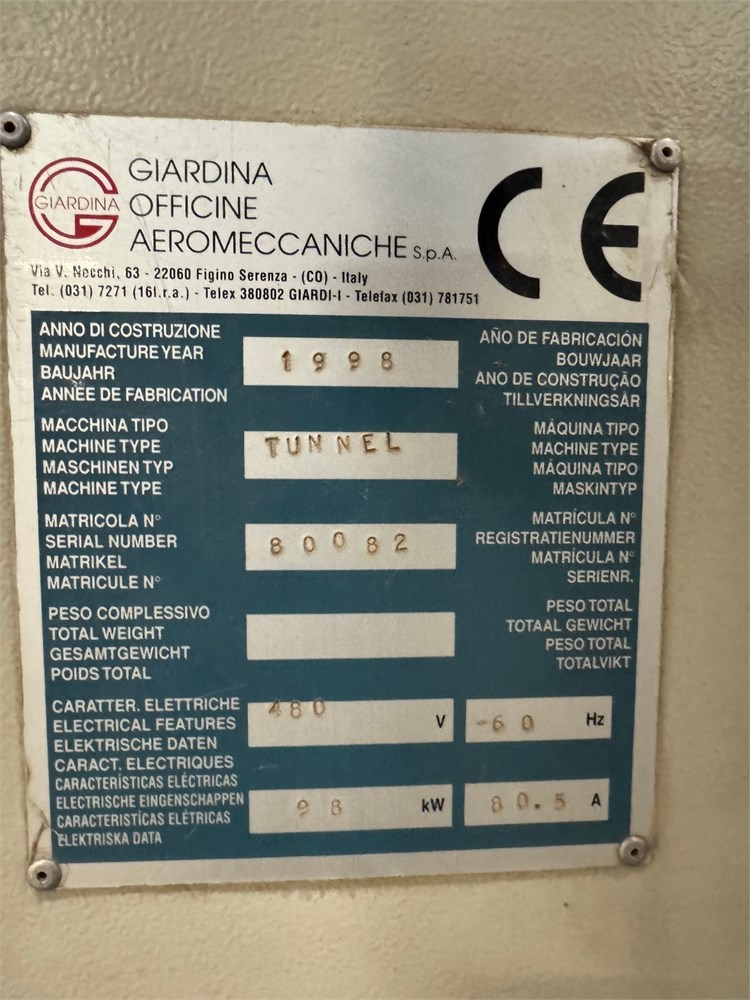 GIARDINA
GIARDINA
OFFICINE
AEROMECCANICHE S.p.A.
CE
Via V. Necchi, 63 - 22060 Figino Serenza - (CO) - Italy
Tel. (031) 7271 (16l.r.a.) - Telex 380802 GIARDI-I - Telefax (031) 781751
ANNO DI COSTRUZIONE
MANUFACTURE YEAR
BAUJAHR
ANNÉE DE FABRICATION
1998
AÑO DE FABRICACIÓN
BOUWJAAR
ANO DE CONSTRUÇÃO
TILLVERKNINGSÅR
MACCHINA TIPO
MACHINE TYPE
MASCHINEN TYP
MACHINE TYPE
TUNNEL
MÁQUINA TIPO
MACHINE TYPE
MÁQUINA TIPO
MASKINTYP
MATRICOLA N°
SERIAL NUMBER
MATRIKEL
MATRICULE N°
80082
MATRÍCULA N°
REGISTRATIENUMMER
MATRÍCULA N°
SERIENR.
PESO COMPLESSIVO
TOTAL WEIGHT
GESAMTGEWICHT
POIDS TOTAL
PESO TOTAL
TOTAAL GEWICHT
PESO TOTAL
TOTALVIKT
CARATTER. ELETTRICHE
ELECTRICAL FEATURES
ELEKTRISCHE DATEN
CARACT. ELECTRIQUES
CARACTERÍSTICAS ELÉCTRICAS
ELECTRISCHE EINGENSCHAPPEN
CARACTERISTÍCAS ELÉTRICAS
ELEKTRISKA DATA
480 V
-60 Hz
98 kW
80.5 A